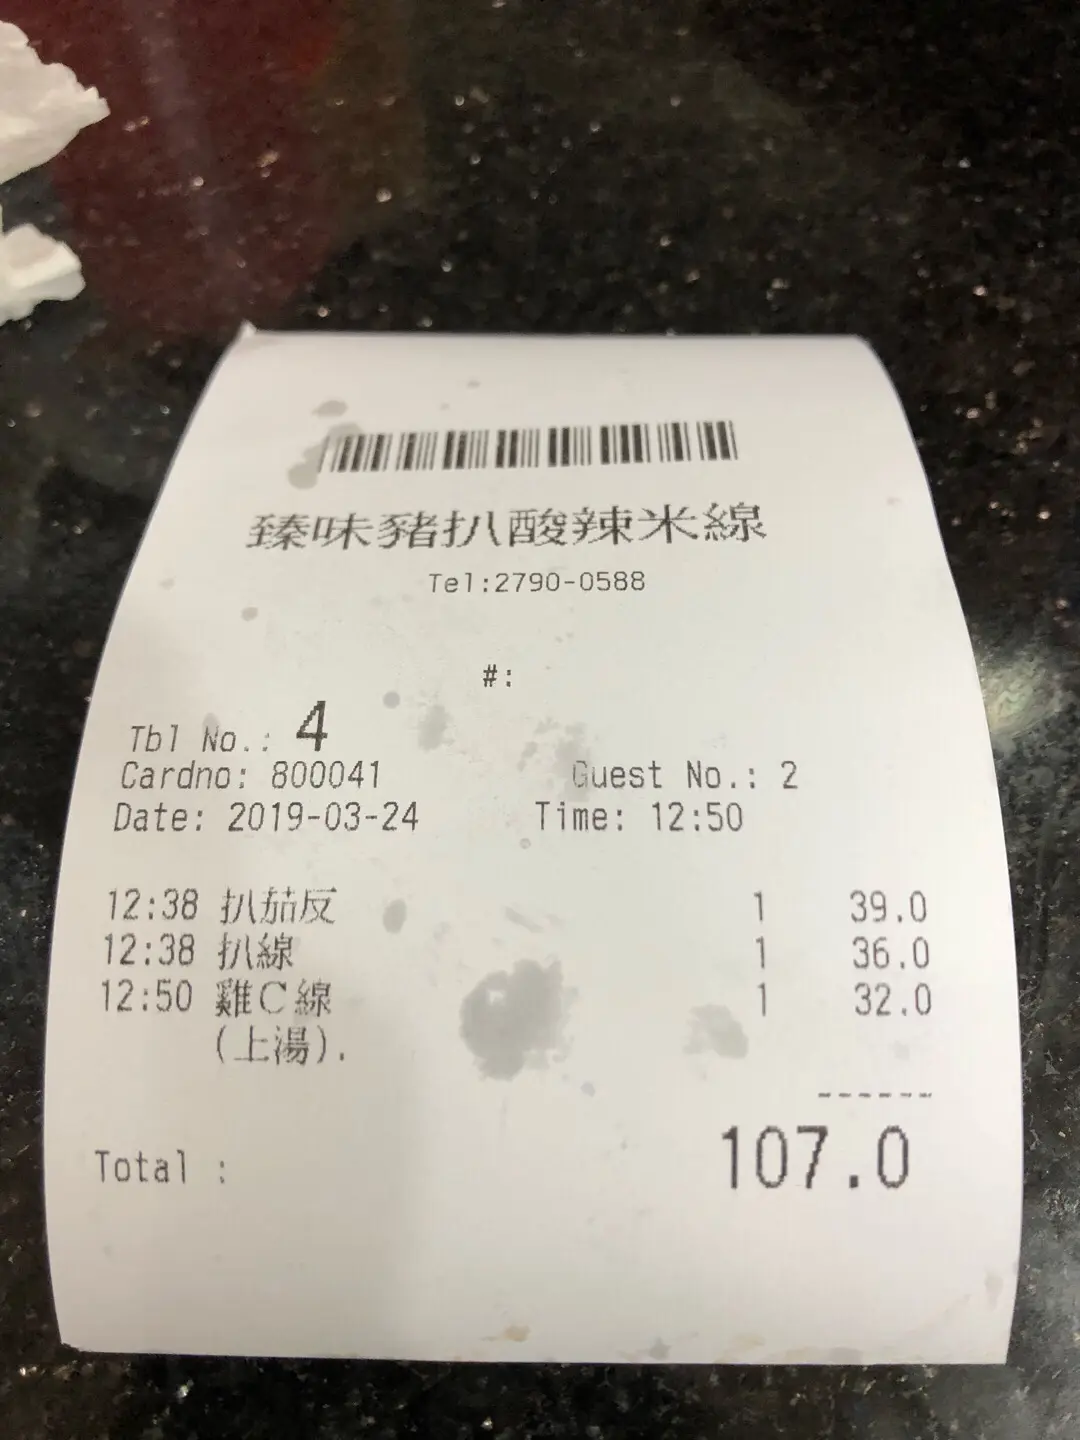 臻味豬扒酸辣米線
Tel:2790-0588
#:
Tbl No.: 4
Cardno: 800041 Guest No.: 2
Date: 2019-03-24 Time: 12:50
12:38 扒茄反 1 39.0
12:38 扒線 1 36.0
12:50 雞C線 1 32.0
(上湯).
------
Total : 107.0